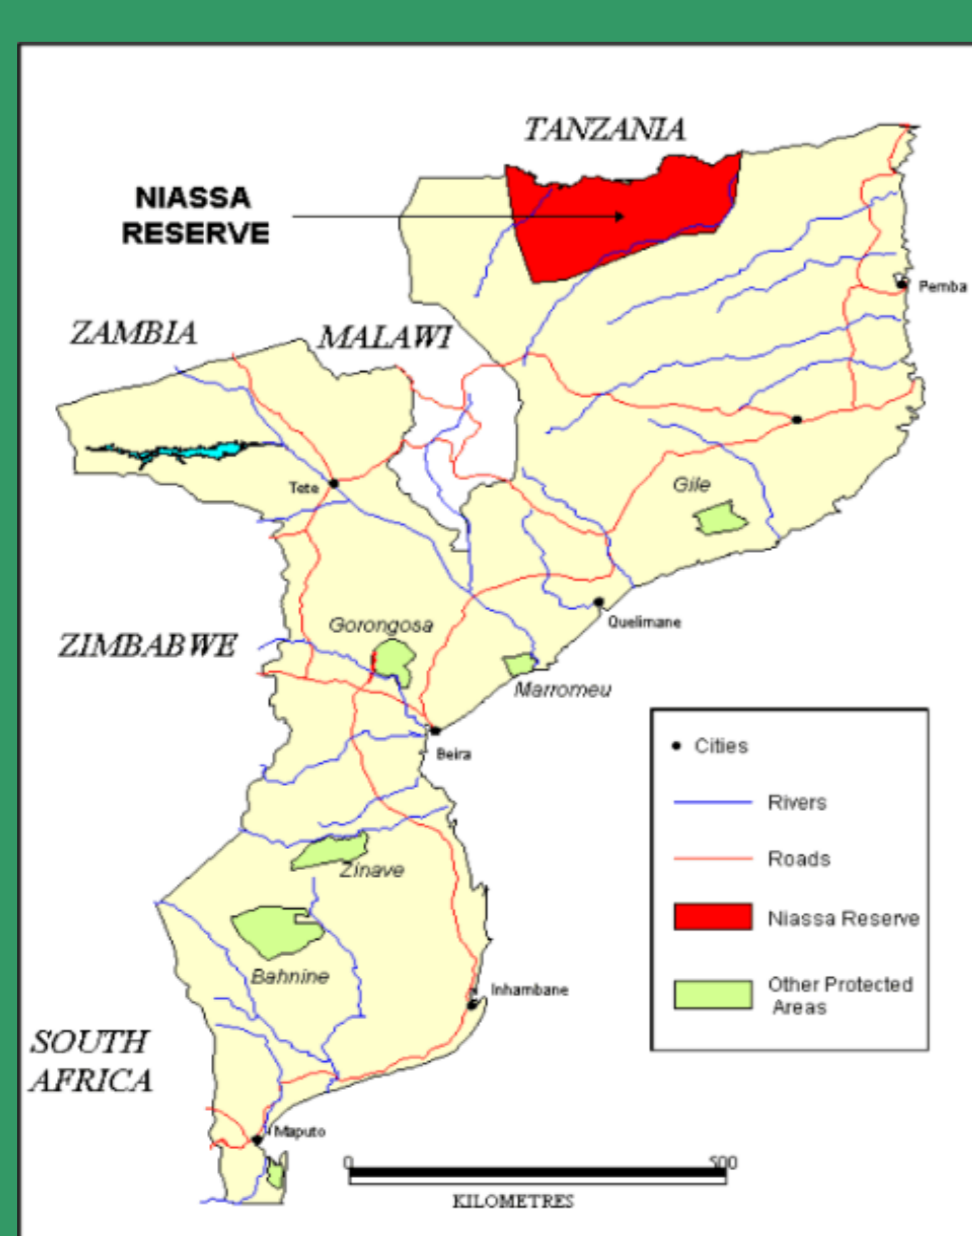 TANZANIA
NIASSA
RESERVE
Pemba
ZAMBIA
MALAWI
Tete
Gile
Gorongosa
Quelimane
ZIMBABWE
Marromeu
Beira
Cities
Rivers
Roads
Niassa Reserve
Other Protected
Areas
Zinave
Bahnine
Inhambane
SOUTH
AFRICA
Maputo
0 500
KILOMETRES